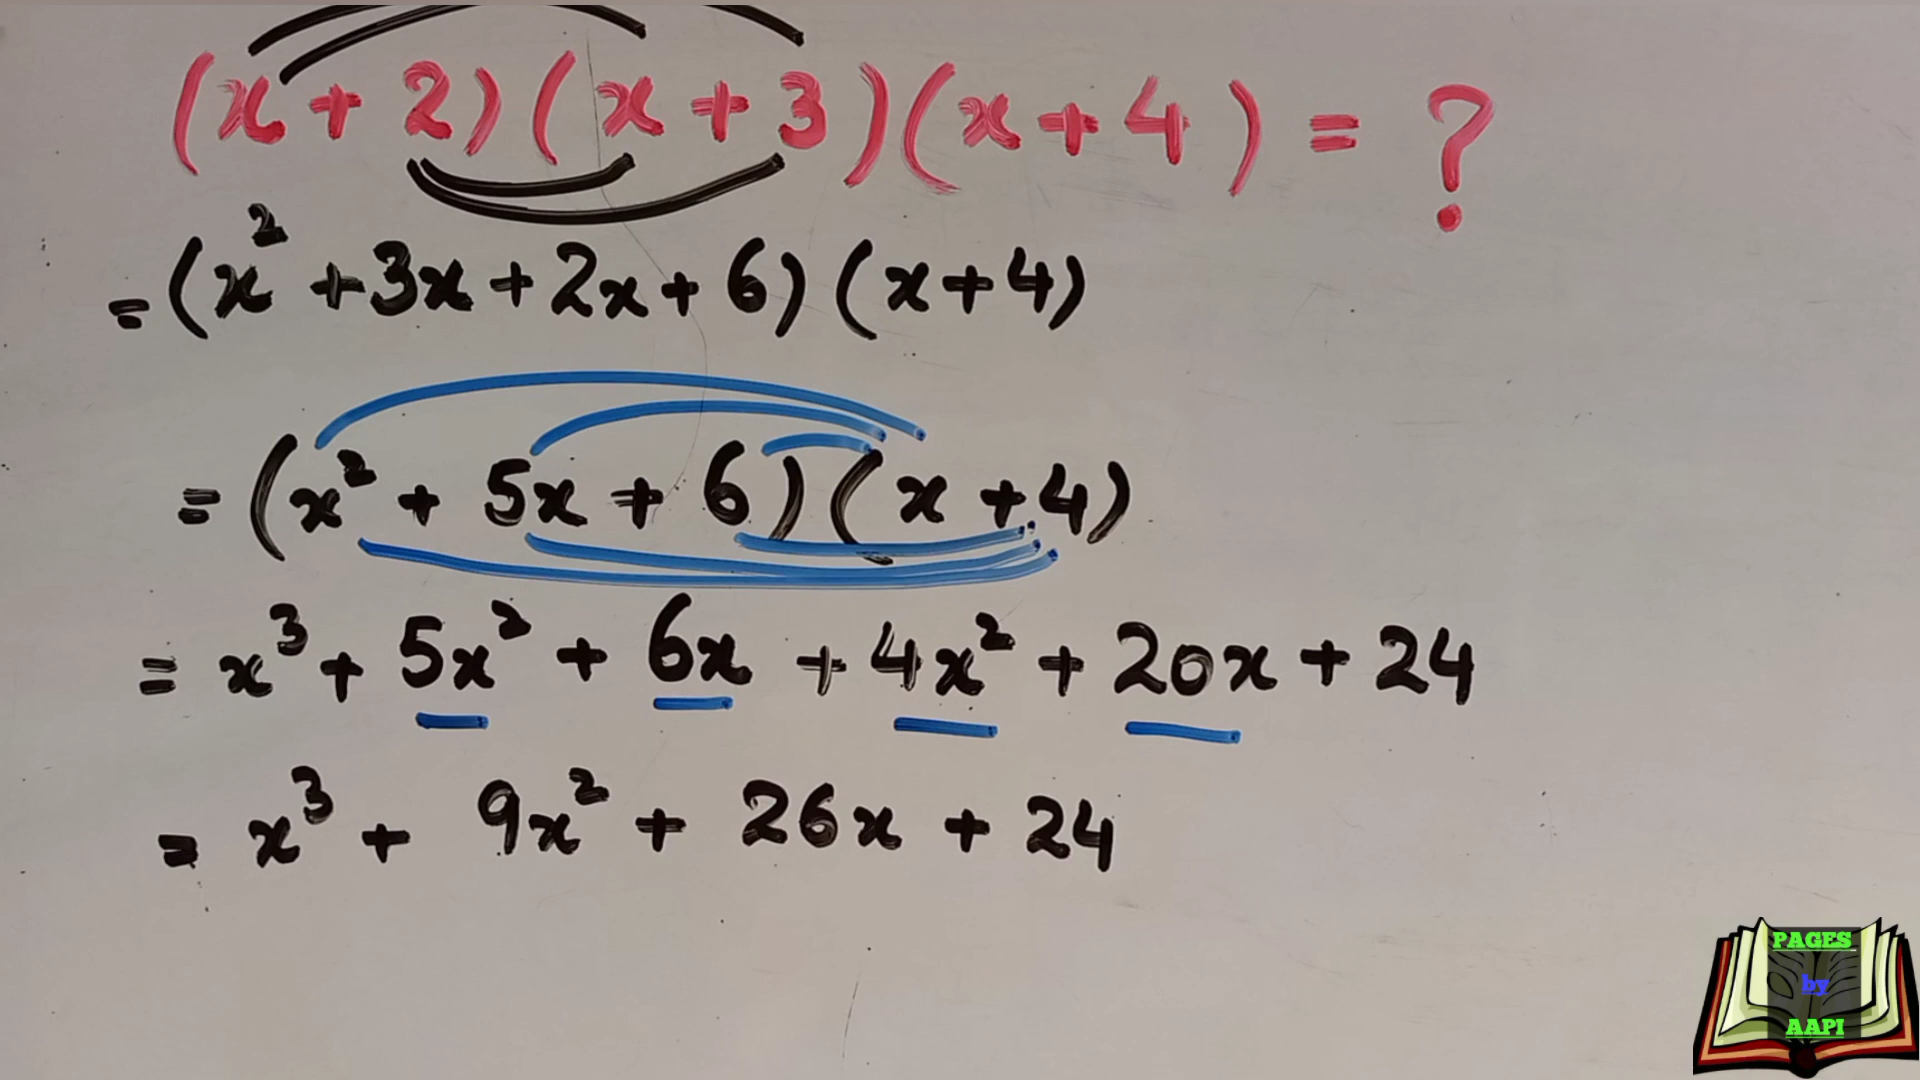 (x + 2)(x + 3)(x + 4) = ?
= (x² + 3x + 2x + 6)(x + 4)
= (x² + 5x + 6)(x + 4)
= x³ + 5x² + 6x + 4x² + 20x + 24
= x³ + 9x² + 26x + 24
PAGES
by
AAPI